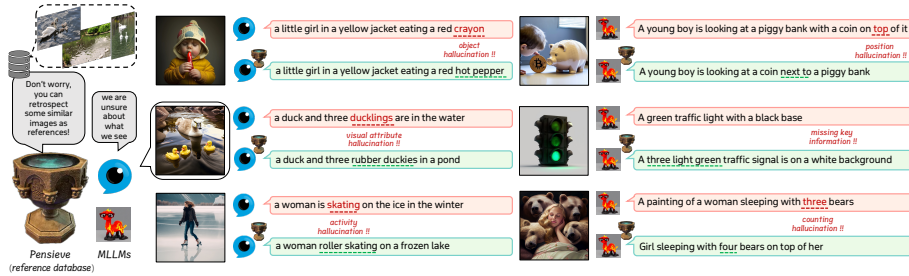 Don't worry,
you can
retrospect
some similar
images as
references!
we are
unsure
about
what
we see
Pensieve
(reference database)
MLLMs
a little girl in a yellow jacket eating a red crayon
object
hallucination !!
a little girl in a yellow jacket eating a red hot pepper
a duck and three ducklings are in the water
visual attribute
hallucination !!
a duck and three rubber duckies in a pond
a woman is skating on the ice in the winter
activity
hallucination !!
a woman roller skating on a frozen lake
A young boy is looking at a piggy bank with a coin on top of it
position
hallucination !!
A young boy is looking at a coin next to a piggy bank
A green traffic light with a black base
missing key
information !!
A three light green traffic signal is on a white background
A painting of a woman sleeping with three bears
counting
hallucination !!
Girl sleeping with four bears on top of her